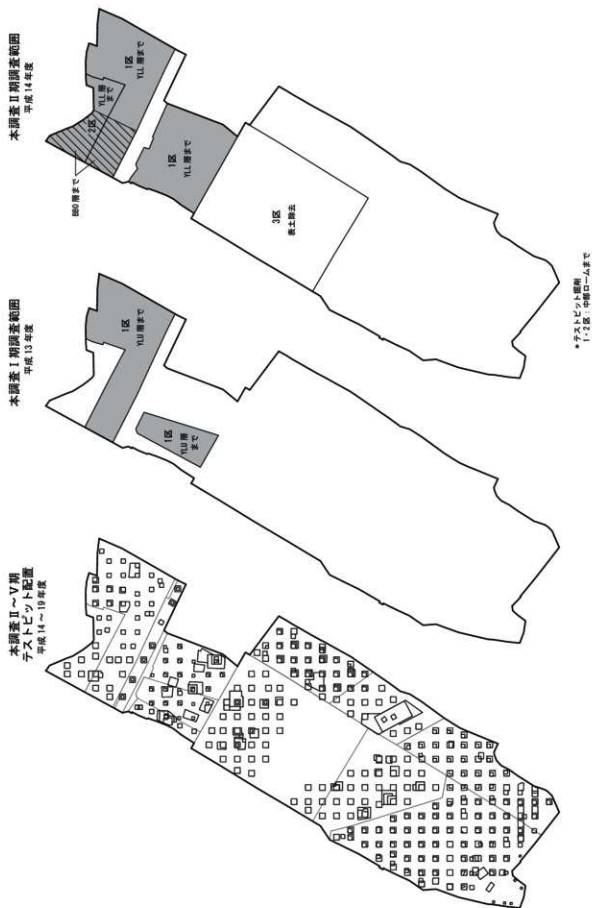 本調査Ⅱ期調査範囲
平成14年度
1区
YLL層まで
YLL層
まで
2区
BBO層まで
1区
YLL層まで
3区
表土除去
*テストピット掘削
1・2区:中部ロームまで
本調査Ⅰ期調査範囲
平成13年度
1区
YLU層まで
1区
YLU層
まで
本調査Ⅱ～Ⅴ期
テストピット配置
平成14～19年度